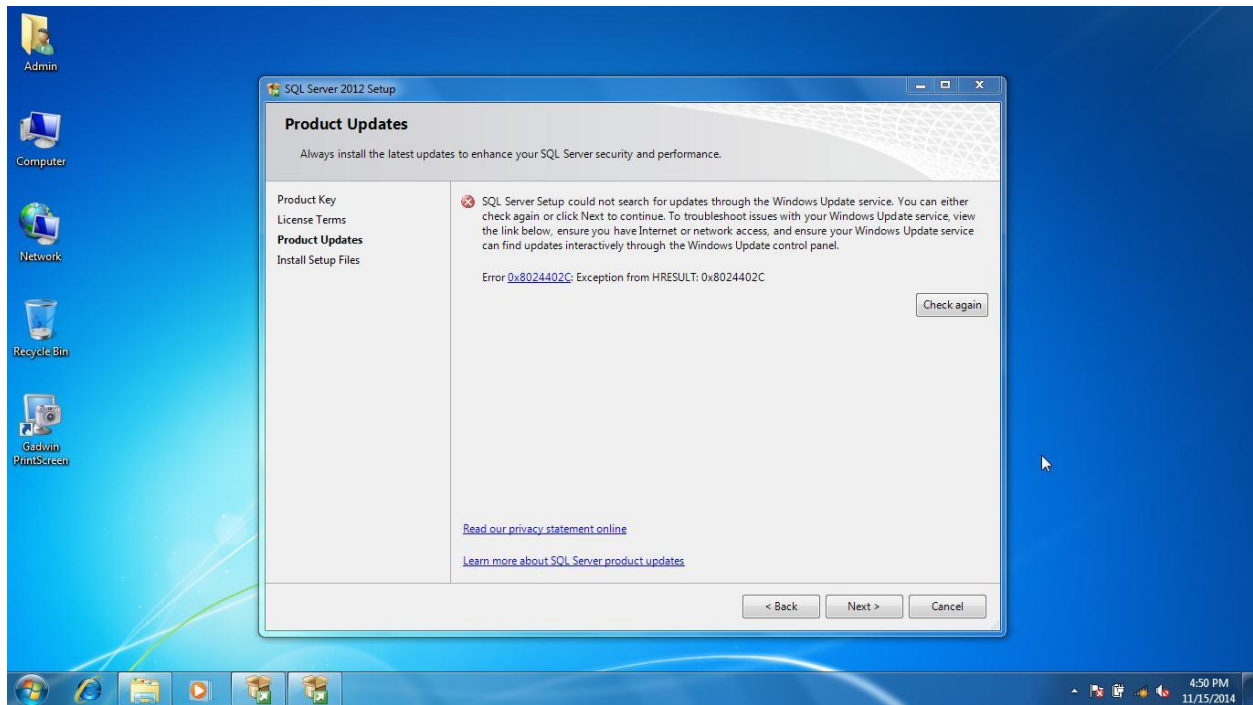 Admin
Computer
Network
Recycle Bin
Gadwin
PrintScreen
SQL Server 2012 Setup
Product Updates
Always install the latest updates to enhance your SQL Server security and performance.
Product Key
License Terms
Product Updates
Install Setup Files
SQL Server Setup could not search for updates through the Windows Update service. You can either
check again or click Next to continue. To troubleshoot issues with your Windows Update service, view
the link below, ensure you have Internet or network access, and ensure your Windows Update service
can find updates interactively through the Windows Update control panel.
Error 0x8024402C: Exception from HRESULT: 0x8024402C
Check again
Read our privacy statement online
Learn more about SQL Server product updates
< Back Next > Cancel
4:50 PM
11/15/2014